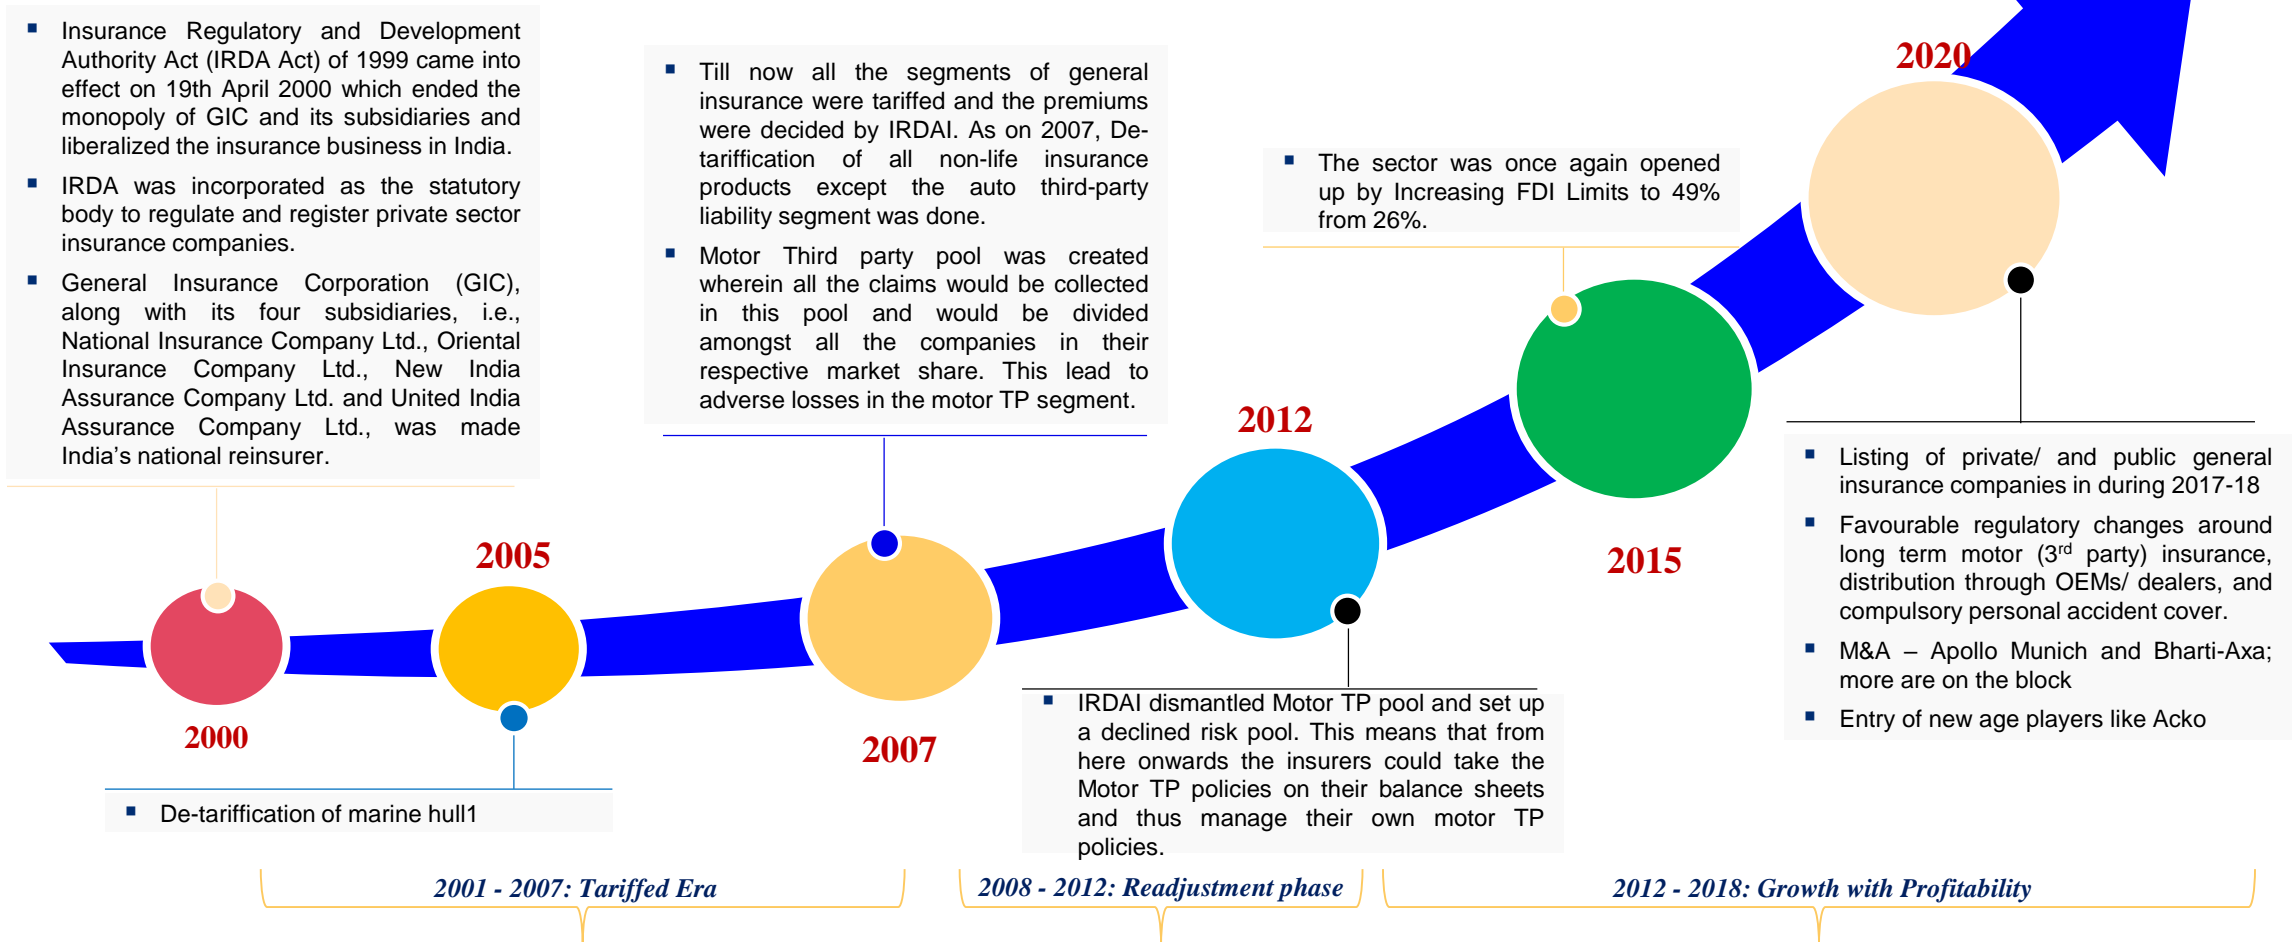 Insurance Regulatory and Development
Authority Act (IRDA Act) of 1999 came into
effect on 19th April 2000 which ended the
monopoly of GIC and its subsidiaries and
liberalized the insurance business in India.
IRDA was incorporated as the statutory
body to regulate and register private sector
insurance companies.
General Insurance Corporation (GIC),
along with its four subsidiaries, i.e.,
National Insurance Company Ltd., Oriental
Insurance Company Ltd., New India
Assurance Company Ltd. and United India
Assurance Company Ltd., was made
India’s national reinsurer.
2000
2005
De-tariffication of marine hull1
Till now all the segments of general
insurance were tariffed and the premiums
were decided by IRDAI. As on 2007, De-
tariffication of all non-life insurance
products except the auto third-party
liability segment was done.
Motor Third party pool was created
wherein all the claims would be collected
in this pool and would be divided
amongst all the companies in their
respective market share. This lead to
adverse losses in the motor TP segment.
2007
2012
IRDAI dismantled Motor TP pool and set up
a declined risk pool. This means that from
here onwards the insurers could take the
Motor TP policies on their balance sheets
and thus manage their own motor TP
policies.
The sector was once again opened
up by Increasing FDI Limits to 49%
from 26%.
2015
2020
Listing of private/ and public general
insurance companies in during 2017-18
Favourable regulatory changes around
long term motor (3rd party) insurance,
distribution through OEMs/ dealers, and
compulsory personal accident cover.
M&A – Apollo Munich and Bharti-Axa;
more are on the block
Entry of new age players like Acko
2001 - 2007: Tariffed Era
2008 - 2012: Readjustment phase
2012 - 2018: Growth with Profitability